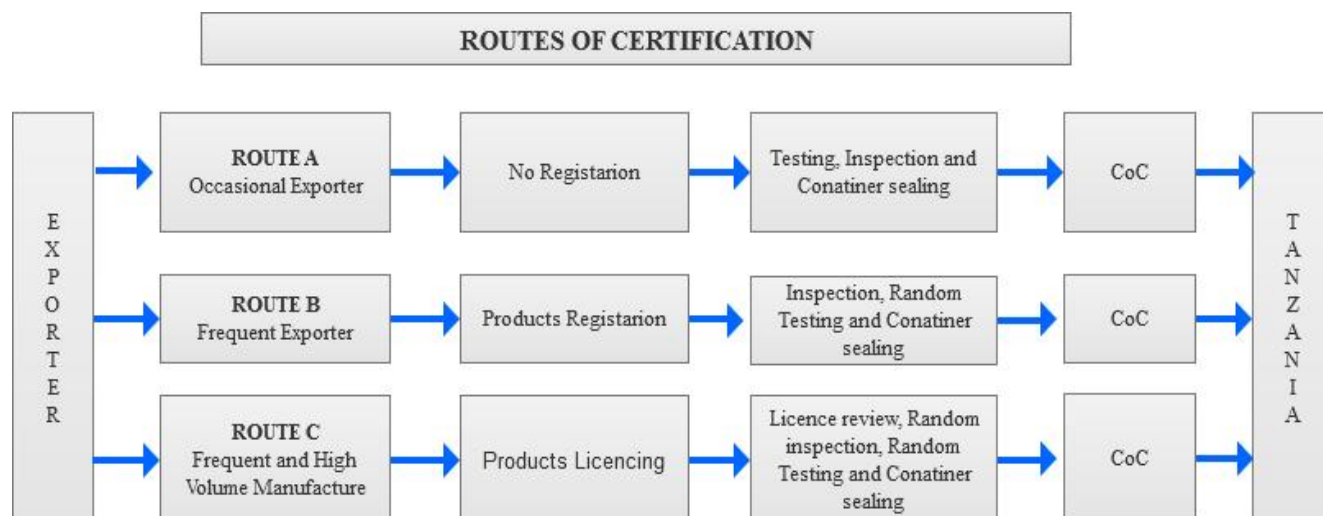 ROUTES OF CERTIFICATION
EXPORTER
ROUTE A
Occasional Exporter
No Registarion
Testing, Inspection and
Conatiner sealing
CoC
ROUTE B
Frequent Exporter
Products Registarion
Inspection, Random
Testing and Conatiner
sealing
CoC
ROUTE C
Frequent and High
Volume Manufacture
Products Licencing
Licence review, Random
inspection, Random
Testing and Conatiner
sealing
CoC
TANZANIA